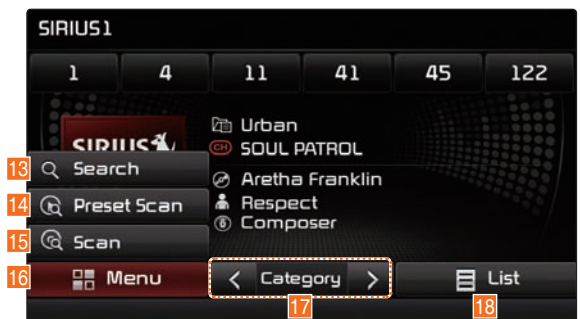 SIRIUS1
1 4 11 41 45 122
Urban
SIRIUS
CH SOUL PATROL
13 Search
Aretha Franklin
14 Preset Scan
Respect
Composer
15 Scan
16 Menu < Category > List
17 18